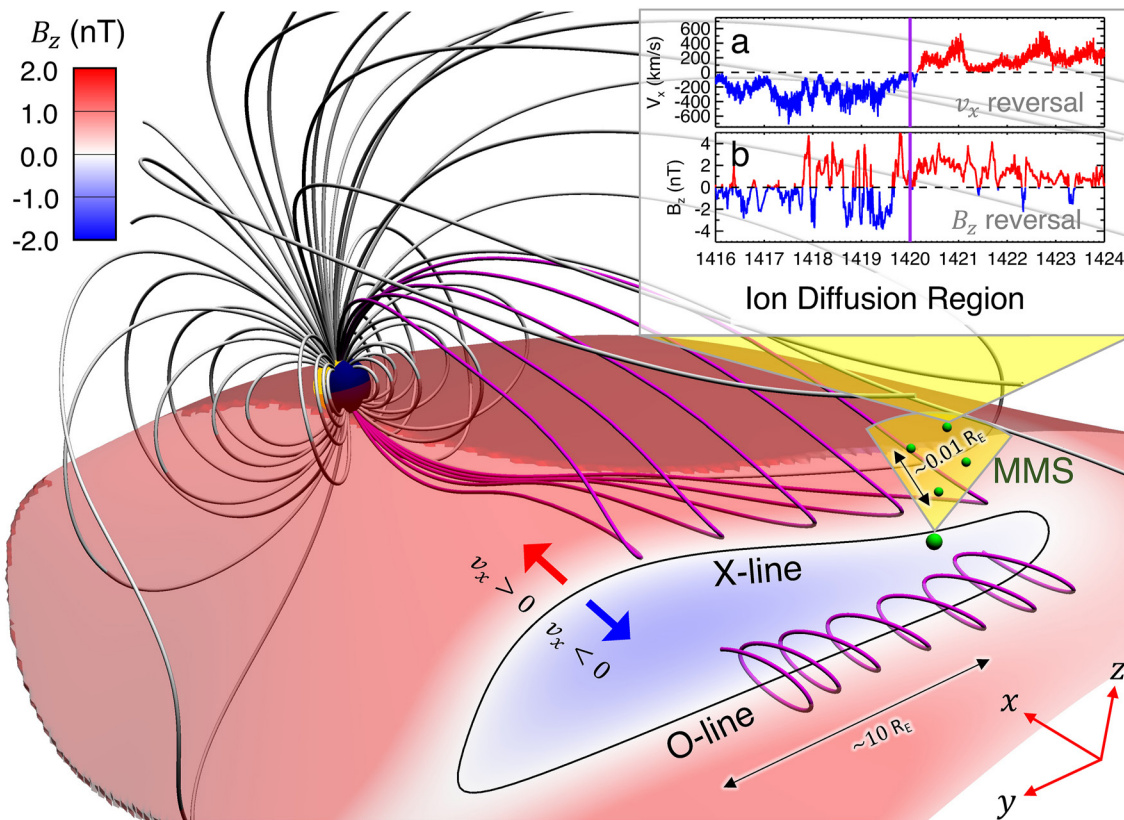 B_z (nT)
2.0
1.0
0.0
-1.0
-2.0
a
V_x (km/s)
600
400
200
0
-200
-400
-600
v_x reversal
b
B_z (nT)
4
2
0
-2
-4
B_z reversal
1416 1417 1418 1419 1420 1421 1422 1423 1424
Ion Diffusion Region
~0.01 R_E
MMS
X-line
v_x > 0
v_x < 0
O-line
~10 R_E
x
y
z